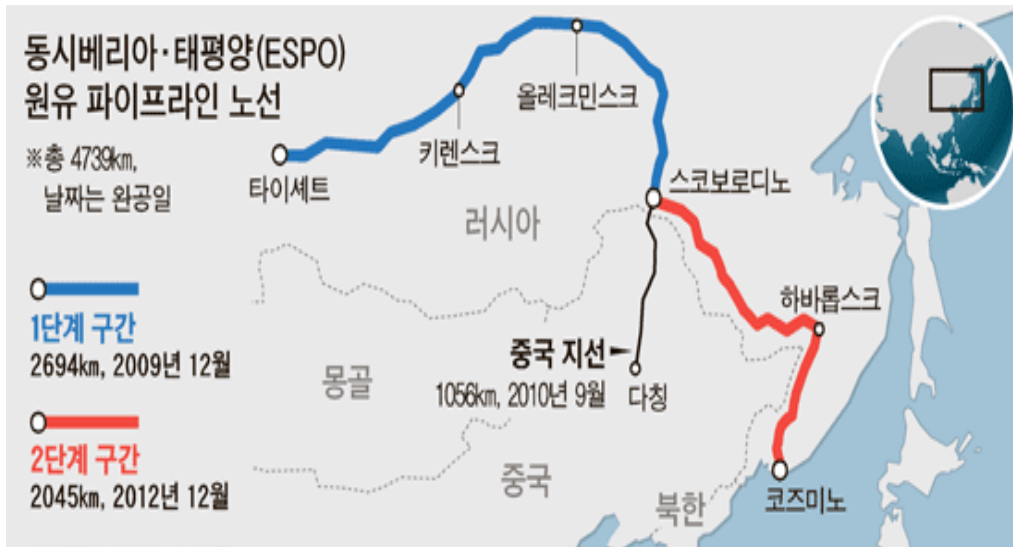 동시베리아·태평양(ESPO)
원유 파이프라인 노선
※총 4739km,
날짜는 완공일
타이셰트
키렌스크
올레크민스크
스코보로디노
러시아
하바롭스크
1단계 구간
2694km, 2009년 12월
몽골
중국 지선
1056km, 2010년 9월
다칭
2단계 구간
2045km, 2012년 12월
중국
북한
코즈미노